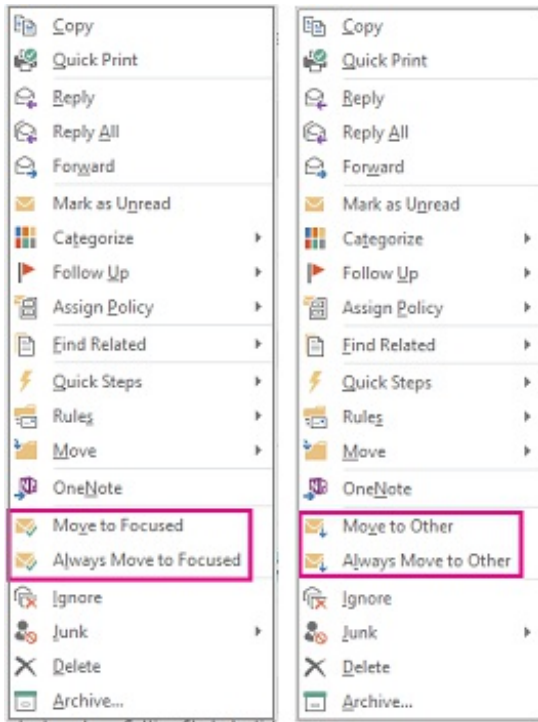 Copy
Quick Print
Reply
Reply All
Forward
Mark as Unread
Categorize
Follow Up
Assign Policy
Find Related
Quick Steps
Rules
Move
OneNote
Move to Focused
Always Move to Focused
Ignore
Junk
Delete
Archive...
Copy
Quick Print
Reply
Reply All
Forward
Mark as Unread
Categorize
Follow Up
Assign Policy
Find Related
Quick Steps
Rules
Move
OneNote
Move to Other
Always Move to Other
Ignore
Junk
Delete
Archive...